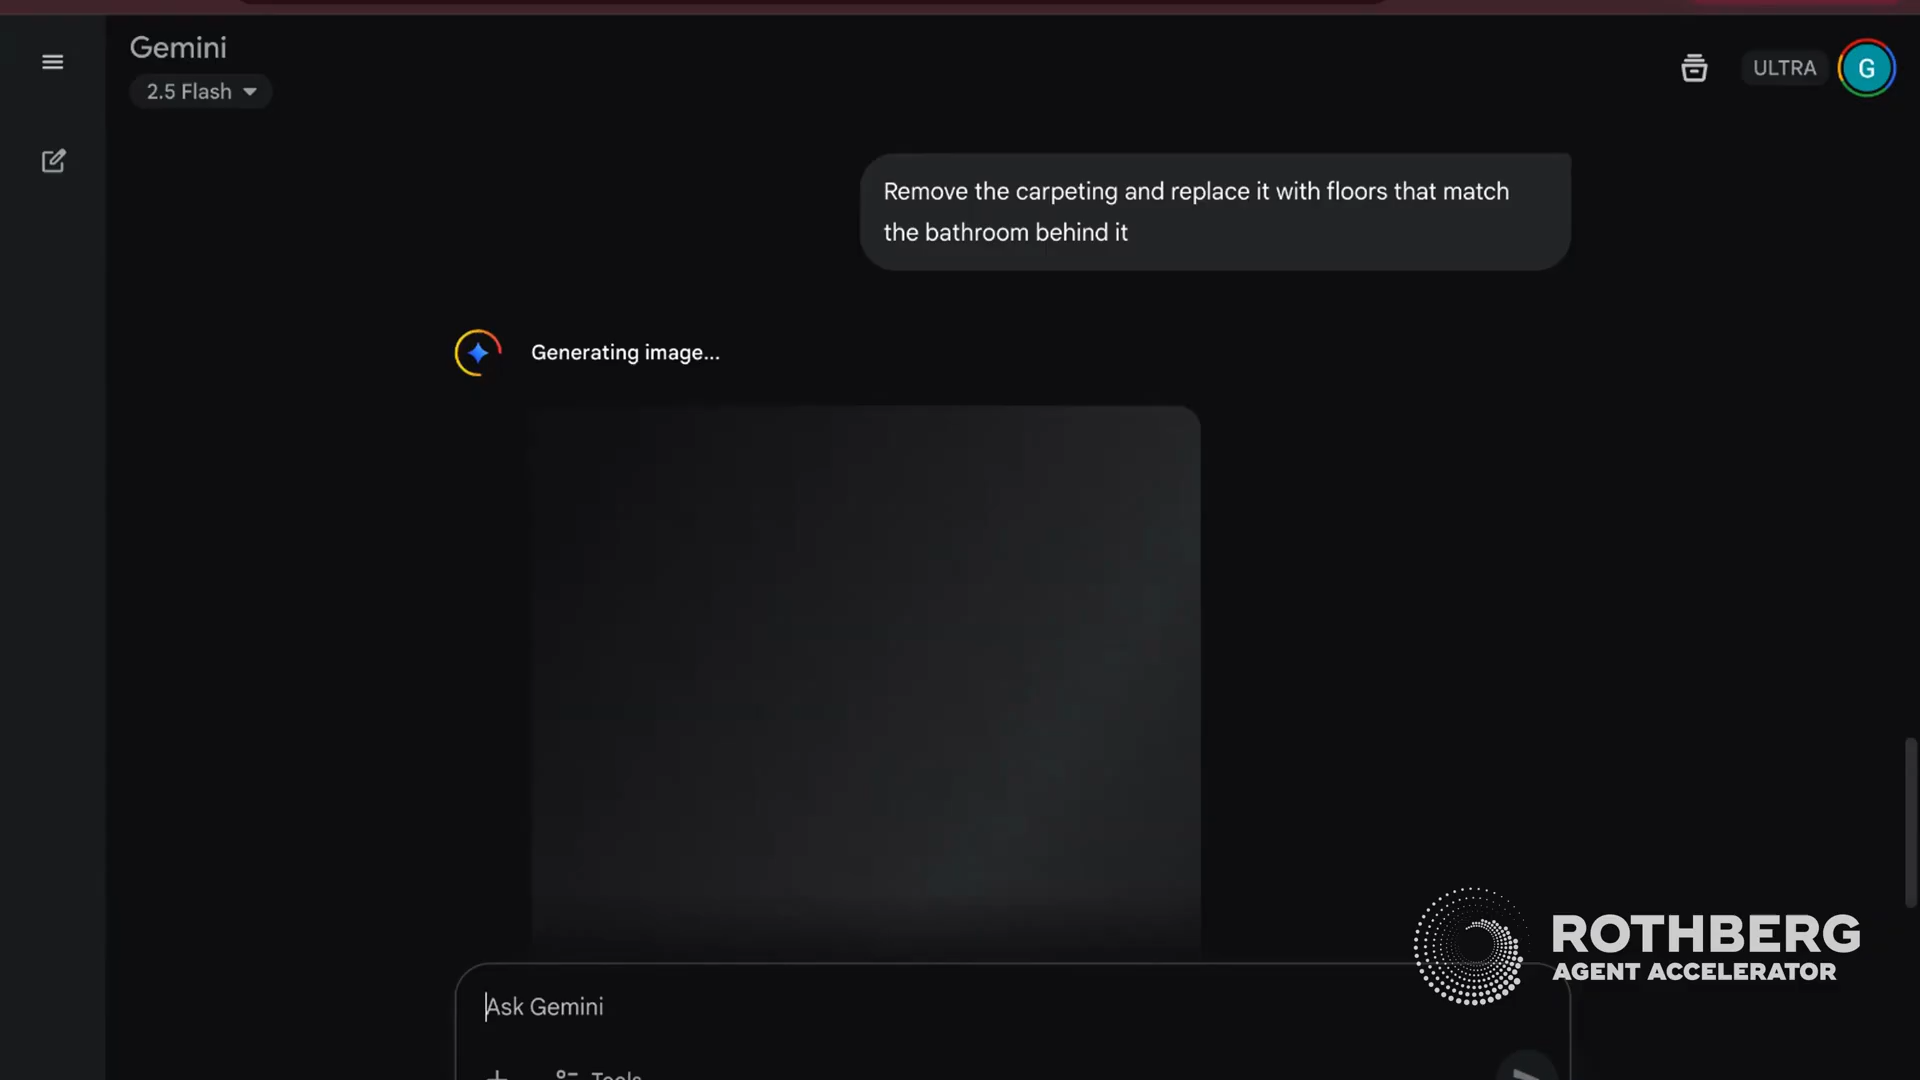 Gemini
2.5 Flash
ULTRA
G
Remove the carpeting and replace it with floors that match
the bathroom behind it
Generating image...
Ask Gemini
Tools
ROTHBERG
AGENT ACCELERATOR